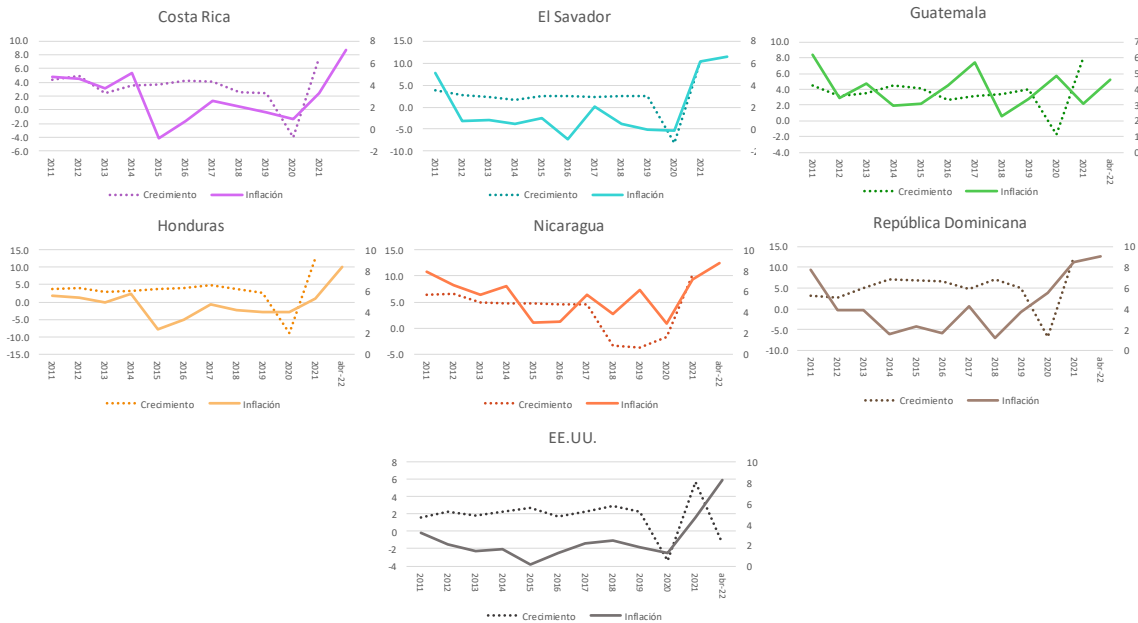 Costa Rica
10.0 8
8.0
6.0 6
4.0 4
2.0
0.0 2
-2.0 0
-4.0
-6.0 -2
2011 2012 2013 2014 2015 2016 2017 2018 2019 2020 2021
Crecimiento Inflación
El Savador
15.0 8
10.0 6
5.0 4
0.0 2
-5.0 0
-10.0
2011 2012 2013 2014 2015 2016 2017 2018 2019 2020 2021
Crecimiento Inflación
Guatemala
10.0 7
8.0 6
6.0 5
4.0 4
2.0 3
0.0 2
-2.0 1
-4.0 0
2011 2012 2013 2014 2015 2016 2017 2018 2019 2020 2021 abr-22
Crecimiento Inflación
Honduras
15.0 10
10.0 8
5.0
0.0 6
-5.0 4
-10.0 2
-15.0 0
2011 2012 2013 2014 2015 2016 2017 2018 2019 2020 2021 abr-22
Crecimiento Inflación
Nicaragua
15.0 10
10.0 8
5.0 6
0.0 4
2
-5.0 0
2011 2012 2013 2014 2015 2016 2017 2018 2019 2020 2021 abr-22
Crecimiento Inflación
República Dominicana
15.0 10
10.0 8
5.0 6
0.0 4
-5.0 2
-10.0 0
2011 2012 2013 2014 2015 2016 2017 2018 2019 2020 2021 abr-22
Crecimiento Inflación
EE.UU.
8 10
6 8
4 6
2
0 4
-2 2
-4 0
2011 2012 2013 2014 2015 2016 2017 2018 2019 2020 2021 abr-22
Crecimiento Inflación